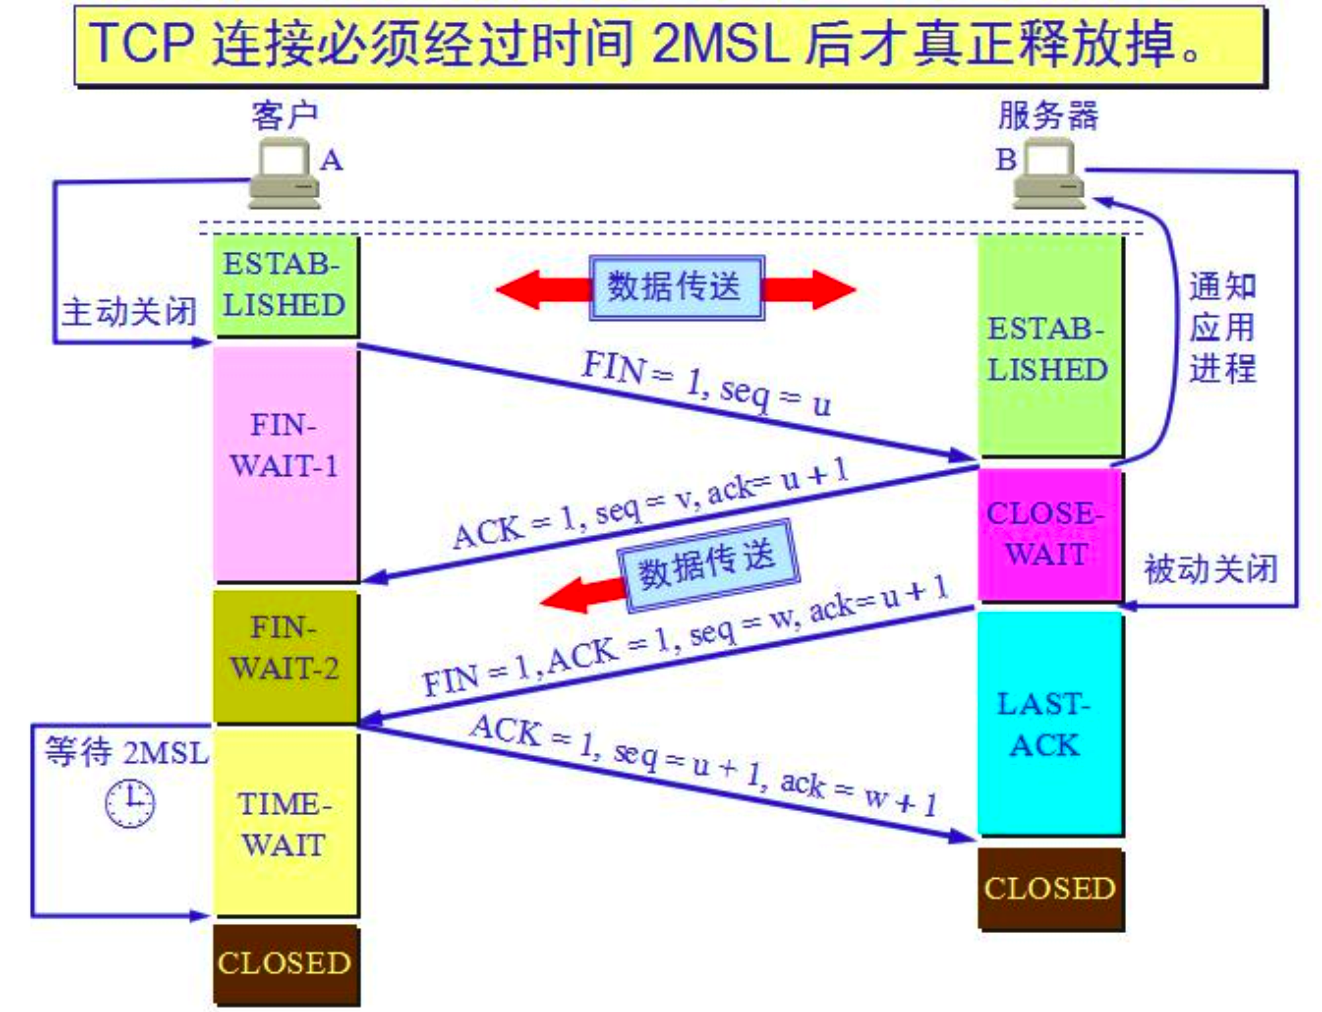 TCP 连接必须经过时间 2MSL 后才真正释放掉。
客户
服务器
A
B
ESTAB-
LISHED
数据传送
主动关闭
通知
应用
进程
ESTAB-
LISHED
FIN = 1, seq = u
FIN-
WAIT-1
ACK = 1, seq = v, ack= u + 1
CLOSE-
WAIT
数据传送
被动关闭
FIN-
WAIT-2
FIN = 1, ACK = 1, seq = w, ack= u + 1
LAST-
ACK
等待 2MSL
ACK = 1, seq = u + 1, ack = w + 1
TIME-
WAIT
CLOSED
CLOSED